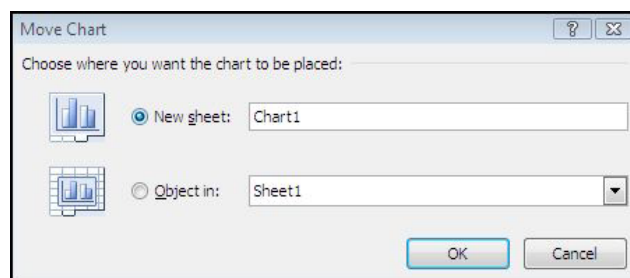 Move Chart
Choose where you want the chart to be placed:
New sheet: Chart1
Object in: Sheet1
OK Cancel